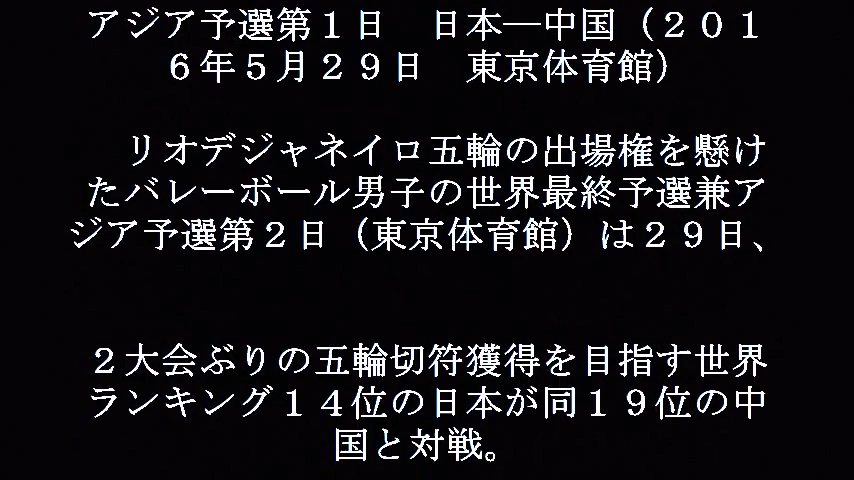 アジア予選第１日　日本―中国（２０１
６年５月２９日　東京体育館）
　リオデジャネイロ五輪の出場権を懸け
たバレーボール男子の世界最終予選兼ア
ジア予選第２日（東京体育館）は２９日、
２大会ぶりの五輪切符獲得を目指す世界
ランキング１４位の日本が同１９位の中
国と対戦。